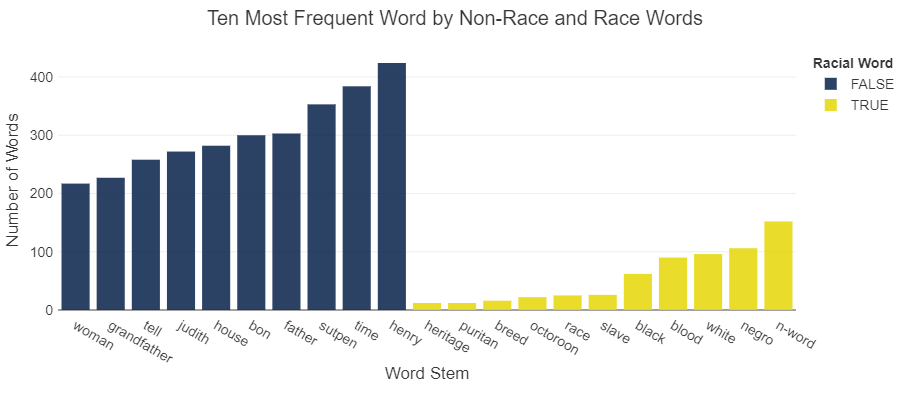 Ten Most Frequent Word by Non-Race and Race Words
Racial Word
FALSE
TRUE
Number of Words
400
300
200
100
0
woman
grandfather
tell
judith
house
bon
father
sutpen
time
henry
heritage
puritan
breed
octoroon
race
slave
black
blood
white
negro
n-word
Word Stem